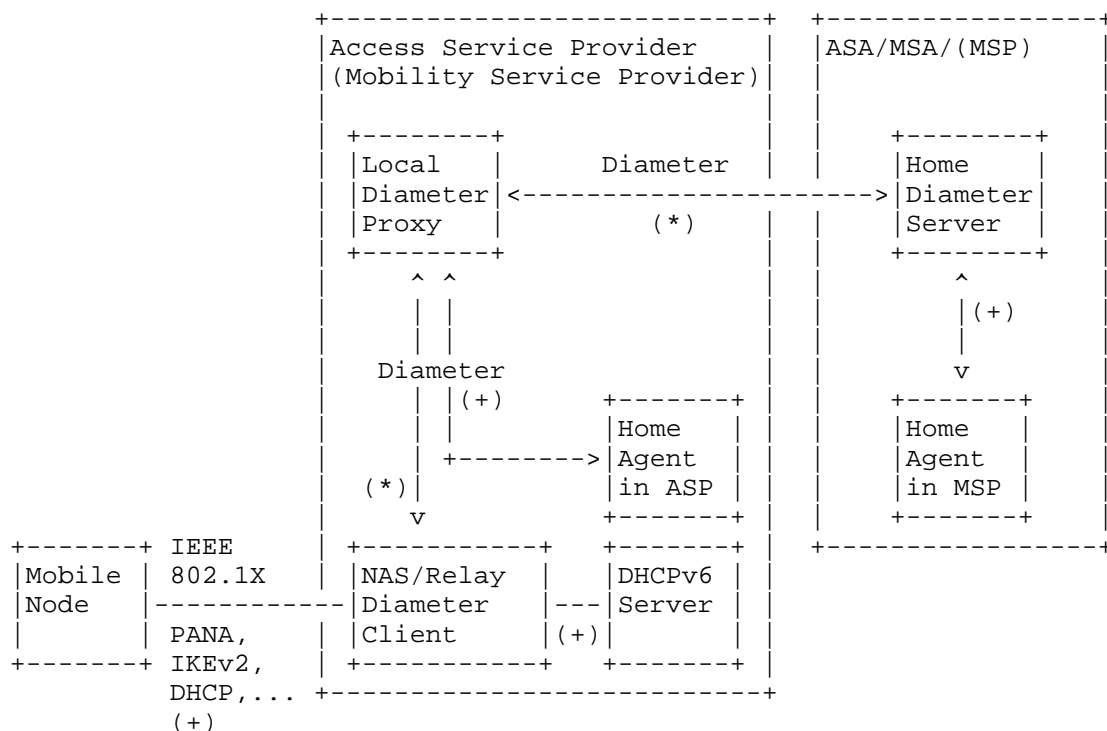 Access Service Provider
(Mobility Service Provider)
ASA/MSA/(MSP)
Local
Diameter
Proxy
Diameter
(*)
Home
Diameter
Server
(+)
Diameter
(+)
(*)
Home
Agent
in ASP
Home
Agent
in MSP
Mobile
Node
IEEE
802.1X
PANA,
IKEv2,
DHCP,...
(+)
NAS/Relay
Diameter
Client
(+)
DHCPv6
Server